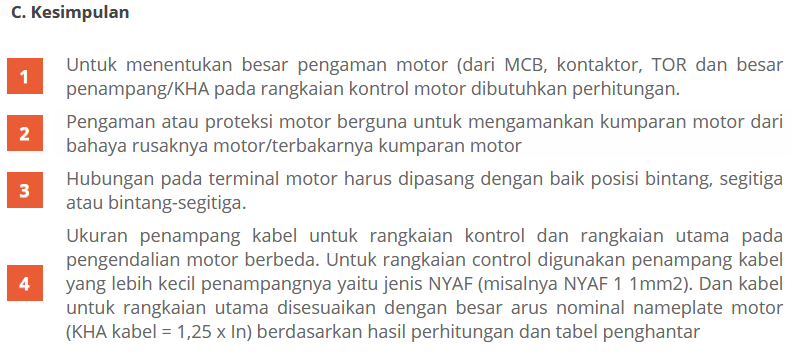 C. Kesimpulan
1 Untuk menentukan besar pengaman motor (dari MCB, kontaktor, TOR dan besar
penampang/KHA pada rangkaian kontrol motor dibutuhkan perhitungan.
2 Pengaman atau proteksi motor berguna untuk mengamankan kumparan motor dari
bahaya rusaknya motor/terbakarnya kumparan motor
3 Hubungan pada terminal motor harus dipasang dengan baik posisi bintang, segitiga
atau bintang-segitiga.
Ukuran penampang kabel untuk rangkaian kontrol dan rangkaian utama pada
pengendalian motor berbeda. Untuk rangkaian control digunakan penampang kabel
4 yang lebih kecil penampangnya yaitu jenis NYAF (misalnya NYAF 1 1mm2). Dan kabel
untuk rangkaian utama disesuaikan dengan besar arus nominal nameplate motor
(KHA kabel = 1,25 x In) berdasarkan hasil perhitungan dan tabel penghantar